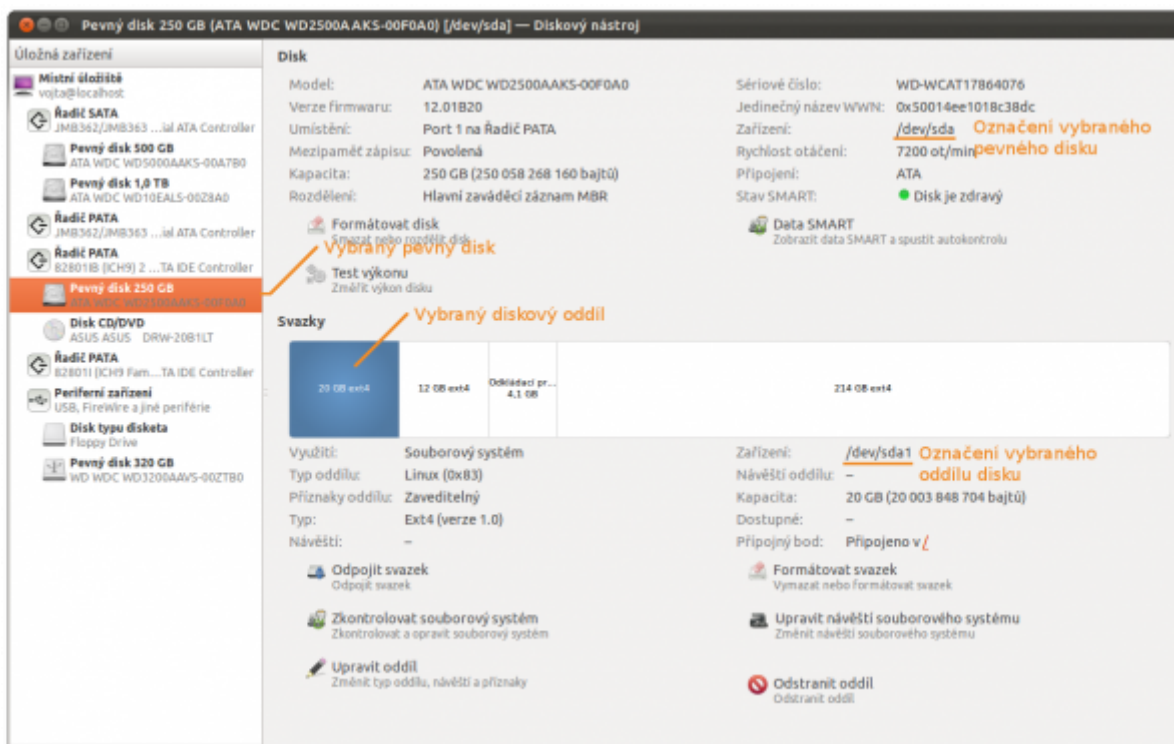 Pevný disk 250 GB (ATA WDC WD2500AAKS-00F0A0) [/dev/sda] — Diskový nástroj
Úložná zařízení
Místní úložiště
vojta@localhost
Řadič SATA
JMB362/JMB363 ...ial ATA Controller
Pevný disk 500 GB
ATA WDC WD5000AAKS-00A7B0
Pevný disk 1,0 TB
ATA WDC WD10EALS-00Z8A0
Řadič PATA
JMB362/JMB363 ...ial ATA Controller
Řadič PATA
82801IB (ICH9) 2 ...TA IDE Controller
Pevný disk 250 GB
ATA WDC WD2500AAKS-00F0A0
Disk CD/DVD
ASUS ASUS DRW-20B1LT
Řadič PATA
82801I (ICH9 Fam...TA IDE Controller
Periferní zařízení
USB, FireWire a jiné periférie
Disk typu disketa
Floppy Drive
Pevný disk 320 GB
WD WDC WD3200AAVS-00ZTB0
Disk
Model: ATA WDC WD2500AAKS-00F0A0
Sériové číslo: WD-WCAT17864076
Verze firmwaru: 12.01B20
Jedinečný název WWN: 0x50014ee1018c38dc
Umístění: Port 1 na Řadič PATA
Zařízení: /dev/sda
Označení vybraného
pevného disku
Mezipaměť zápisu: Povolená
Rychlost otáčení: 7200 ot/min
Kapacita: 250 GB (250 058 268 160 bajtů)
Připojení: ATA
Rozdělení: Hlavní zaváděcí záznam MBR
Stav SMART: Disk je zdravý
Formátovat disk
Smazat nebo rozdělit disk
Vybraný pevný disk
Data SMART
Zobrazit data SMART a spustit autokontrolu
Test výkonu
Změřit výkon disku
Svazky
Vybraný diskový oddíl
20 GB ext4
12 GB ext4
Odkládací pr...
4,1 GB
214 GB ext4
Využití: Souborový systém
Zařízení: /dev/sda1
Označení vybraného
oddílu disku
Typ oddílu: Linux (0x83)
Návěští oddílu: –
Příznaky oddílu: Zaveditelný
Kapacita: 20 GB (20 003 848 704 bajtů)
Typ: Ext4 (verze 1.0)
Dostupné: –
Návěští: –
Přípojný bod: Připojeno v /
Odpojit svazek
Odpojit svazek
Formátovat svazek
Vymazat nebo formátovat svazek
Zkontrolovat souborový systém
Zkontrolovat a opravit souborový systém
Upravit návěští souborového systému
Změnit návěští souborového systému
Upravit oddíl
Změnit typ oddílu, návěští a příznaky
Odstranit oddíl
Odstranit oddíl